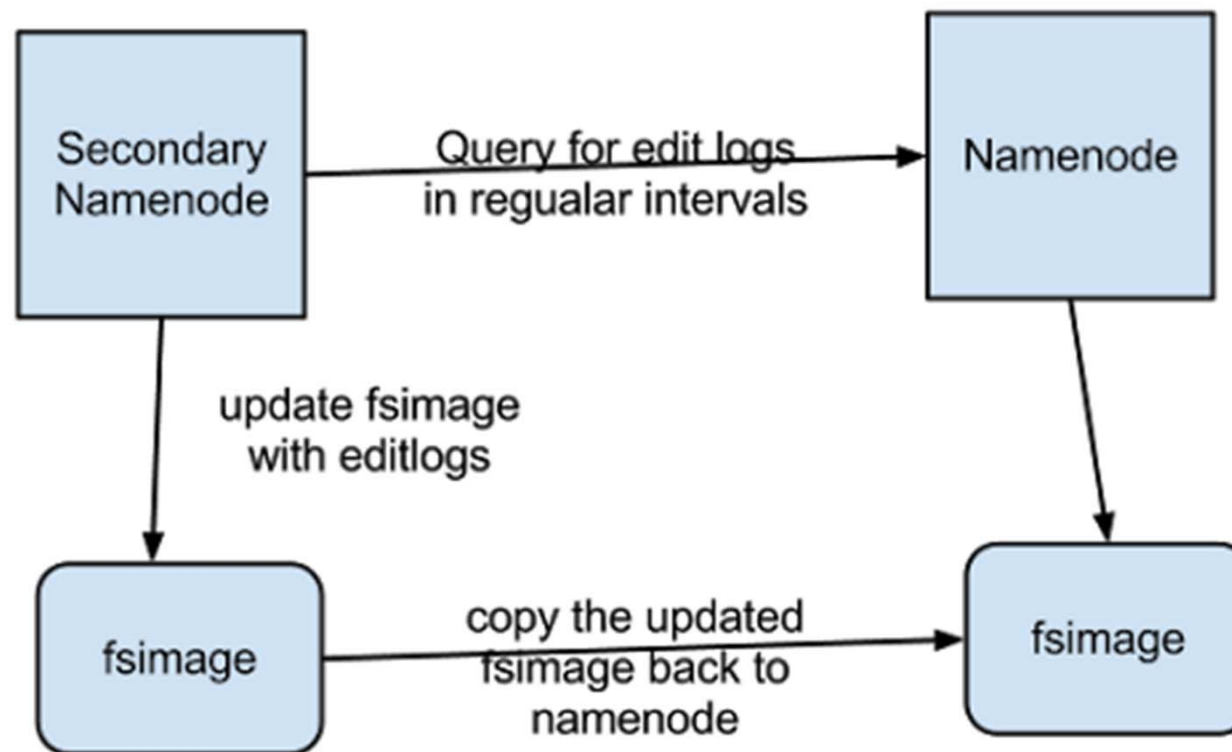 Secondary
Namenode
Query for edit logs
in regualar intervals
Namenode
update fsimage
with editlogs
fsimage
copy the updated
fsimage back to
namenode
fsimage